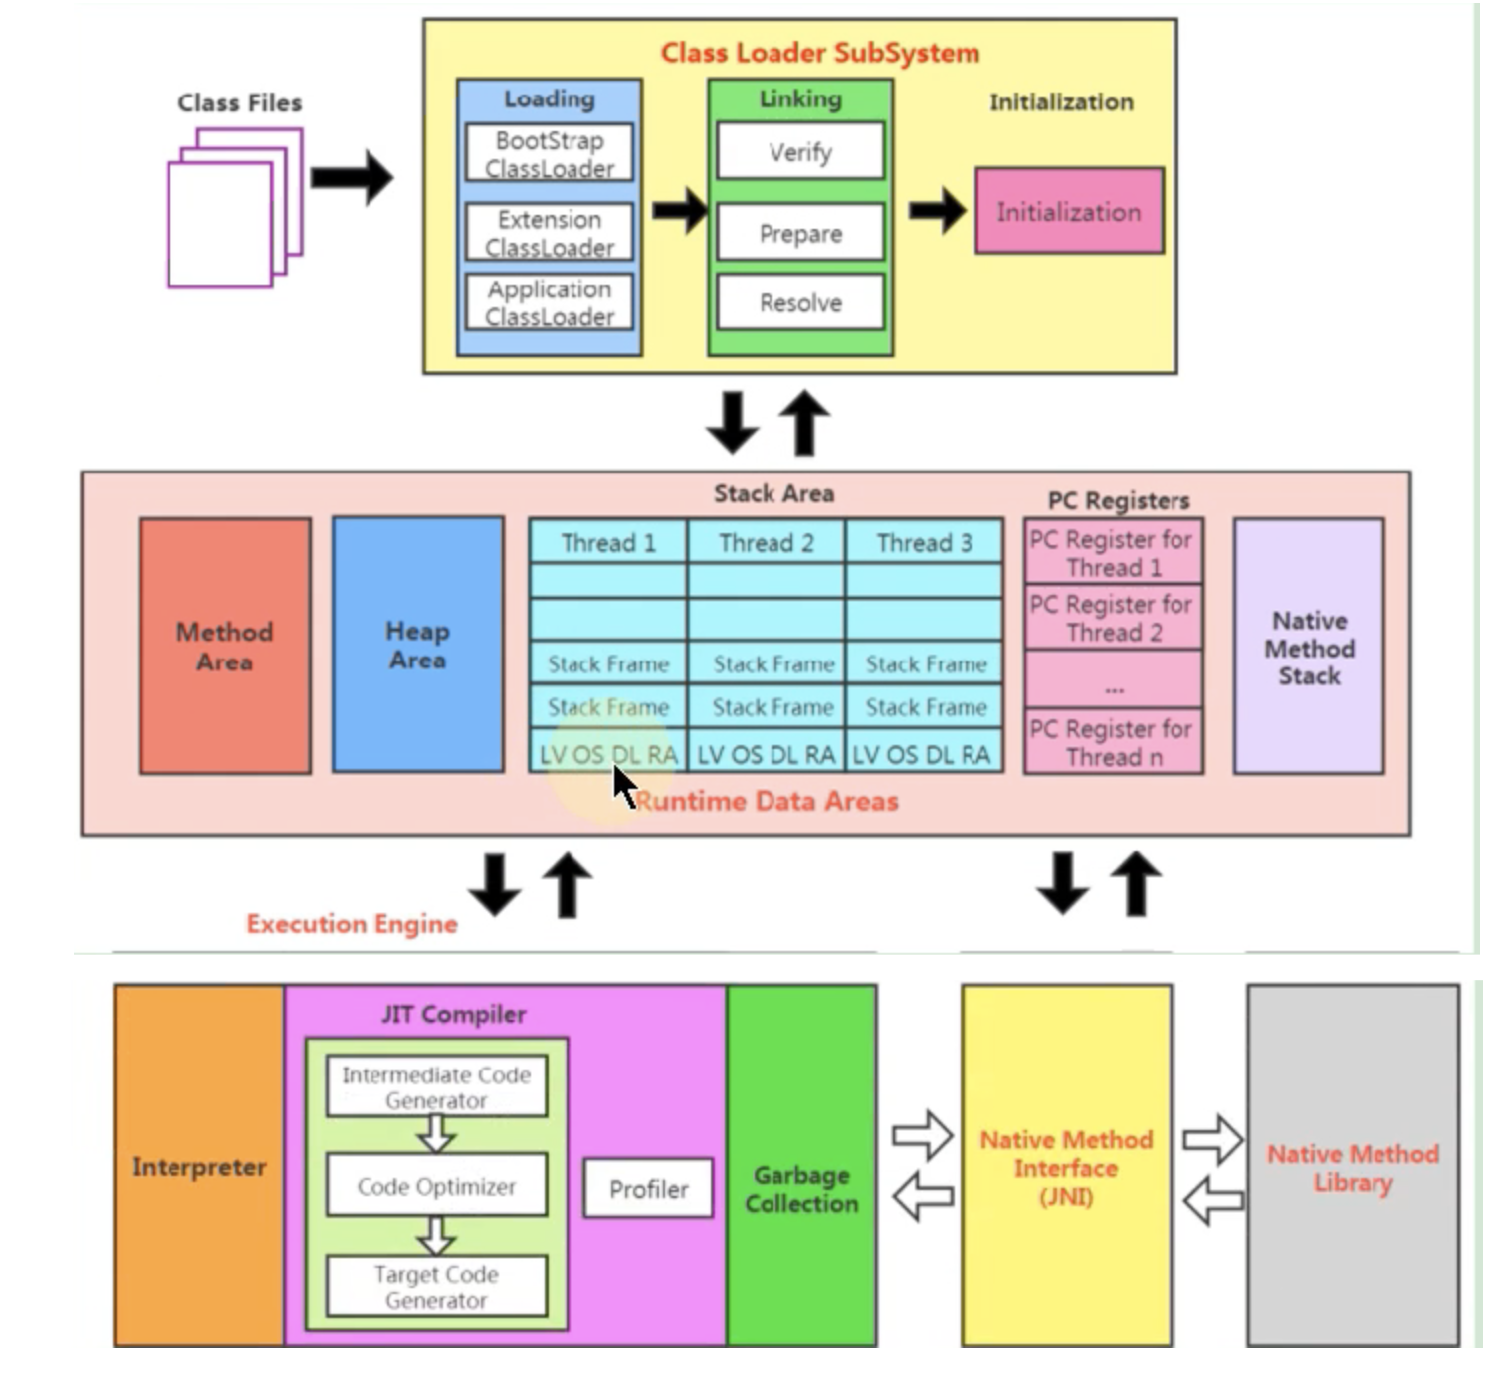 Class Loader SubSystem
Class Files
Loading
BootStrap
ClassLoader
Extension
ClassLoader
Application
ClassLoader
Linking
Verify
Prepare
Resolve
Initialization
Initialization
Stack Area
PC Registers
Method
Area
Heap
Area
Thread 1 Thread 2 Thread 3
Stack Frame Stack Frame Stack Frame
Stack Frame Stack Frame Stack Frame
LV OS DL RA LV OS DL RA LV OS DL RA
PC Register for
Thread 1
PC Register for
Thread 2
...
PC Register for
Thread n
Native
Method
Stack
Runtime Data Areas
Execution Engine
Interpreter
JIT Compiler
Intermediate Code
Generator
Code Optimizer
Target Code
Generator
Profiler
Garbage
Collection
Native Method
Interface
(JNI)
Native Method
Library